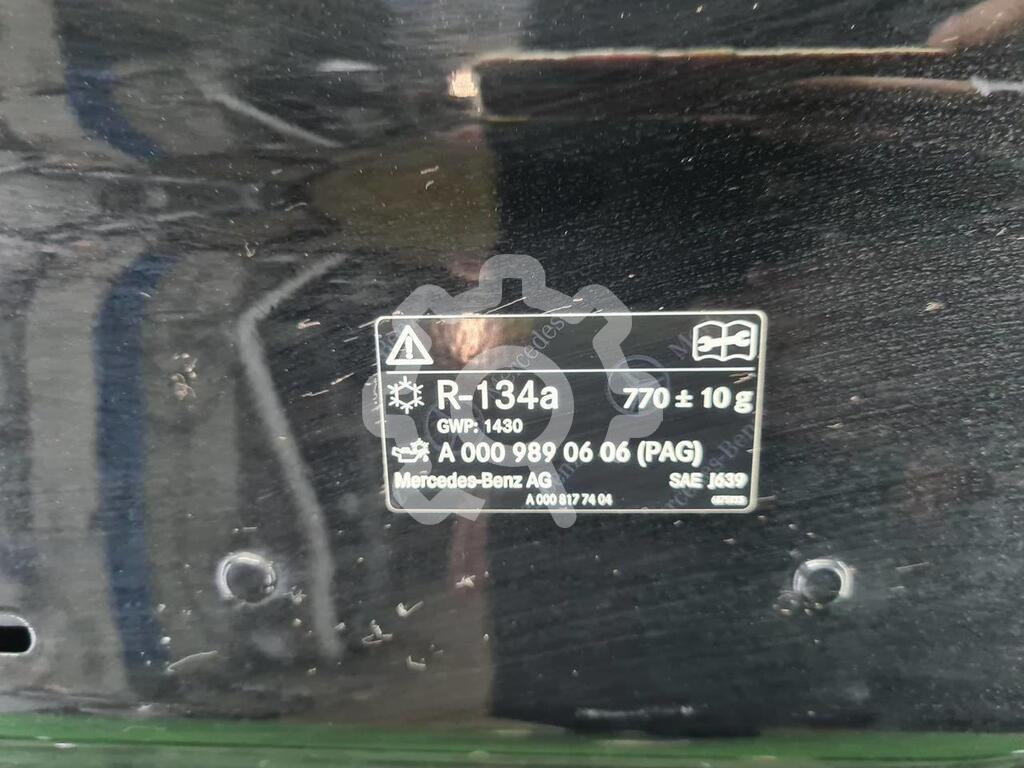 R-134a 770 ± 10 g
GWP: 1430
A 000 989 06 06 (PAG)
Mercedes-Benz AG SAE J639
A 000 817 74 04